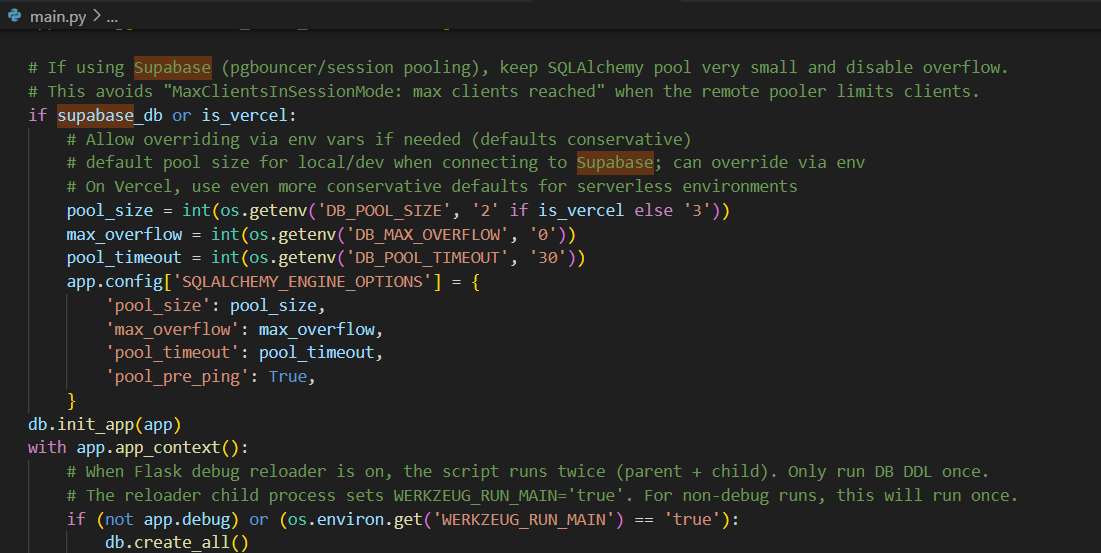 main.py > ...
# If using Supabase (pgbouncer/session pooling), keep SQLAlchemy pool very small and disable overflow.
# This avoids "MaxClientsInSessionMode: max clients reached" when the remote pooler limits clients.
if supabase_db or is_vercel:
    # Allow overriding via env vars if needed (defaults conservative)
    # default pool size for local/dev when connecting to Supabase; can override via env
    # On Vercel, use even more conservative defaults for serverless environments
    pool_size = int(os.getenv('DB_POOL_SIZE', '2' if is_vercel else '3'))
    max_overflow = int(os.getenv('DB_MAX_OVERFLOW', '0'))
    pool_timeout = int(os.getenv('DB_POOL_TIMEOUT', '30'))
    app.config['SQLALCHEMY_ENGINE_OPTIONS'] = {
        'pool_size': pool_size,
        'max_overflow': max_overflow,
        'pool_timeout': pool_timeout,
        'pool_pre_ping': True,
    }
db.init_app(app)
with app.app_context():
    # When Flask debug reloader is on, the script runs twice (parent + child). Only run DB DDL once.
    # The reloader child process sets WERKZEUG_RUN_MAIN='true'. For non-debug runs, this will run once.
    if (not app.debug) or (os.environ.get('WERKZEUG_RUN_MAIN') == 'true'):
        db.create_all()